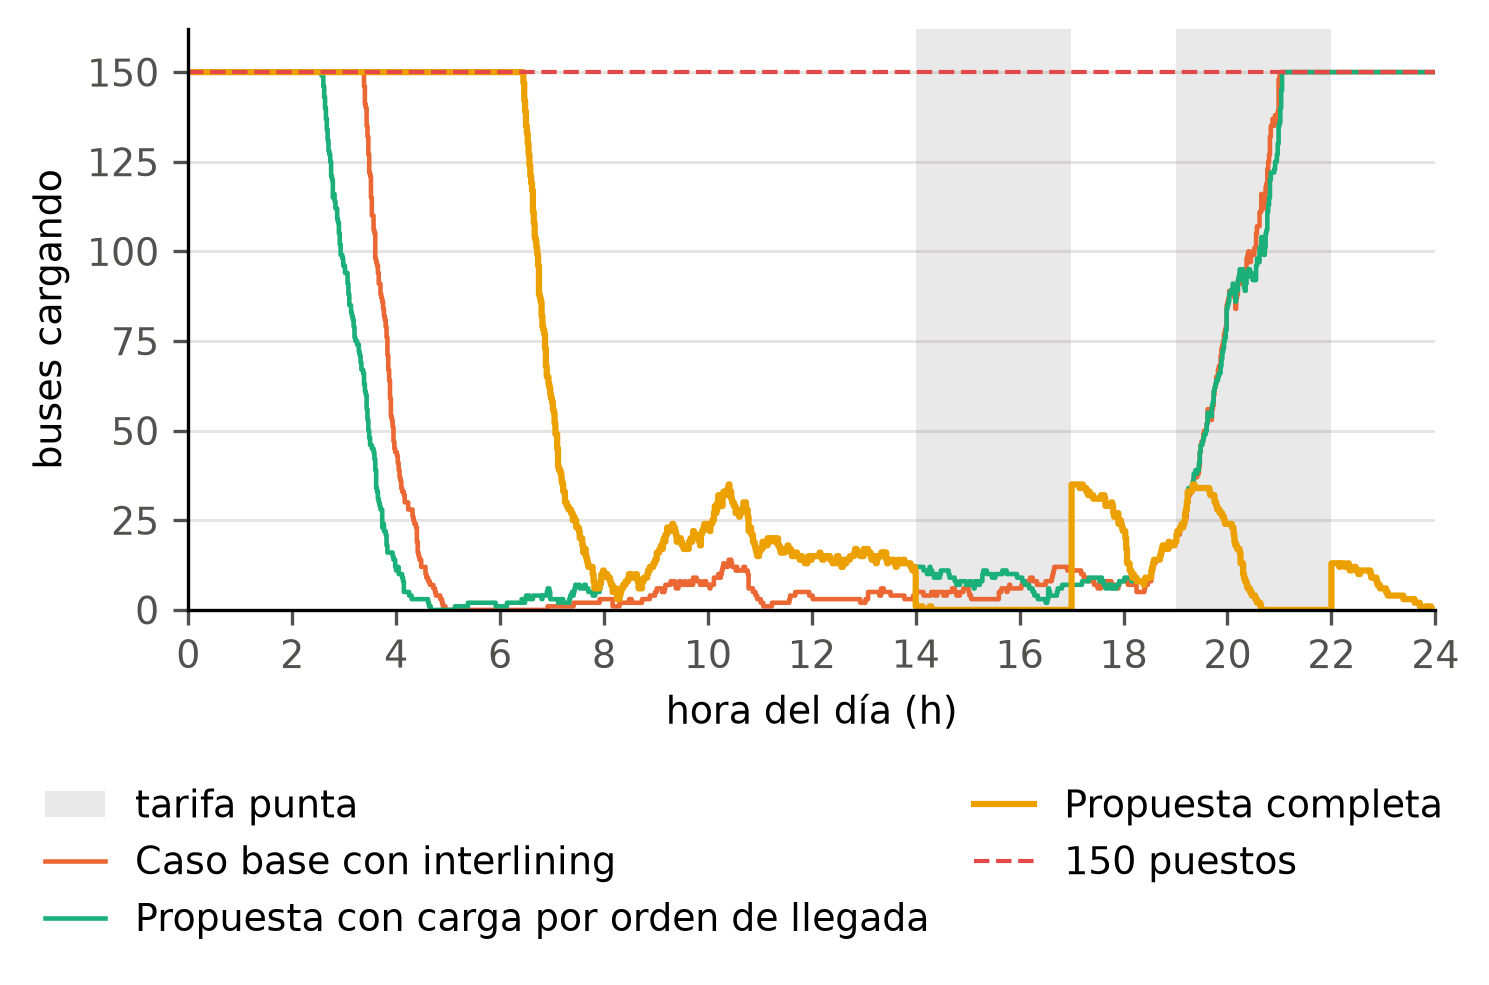 150
125
100
75
50
25
0
buses cargando
0 2 4 6 8 10 12 14 16 18 20 22 24
hora del día (h)
tarifa punta
Caso base con interlining
Propuesta con carga por orden de llegada
Propuesta completa
150 puestos